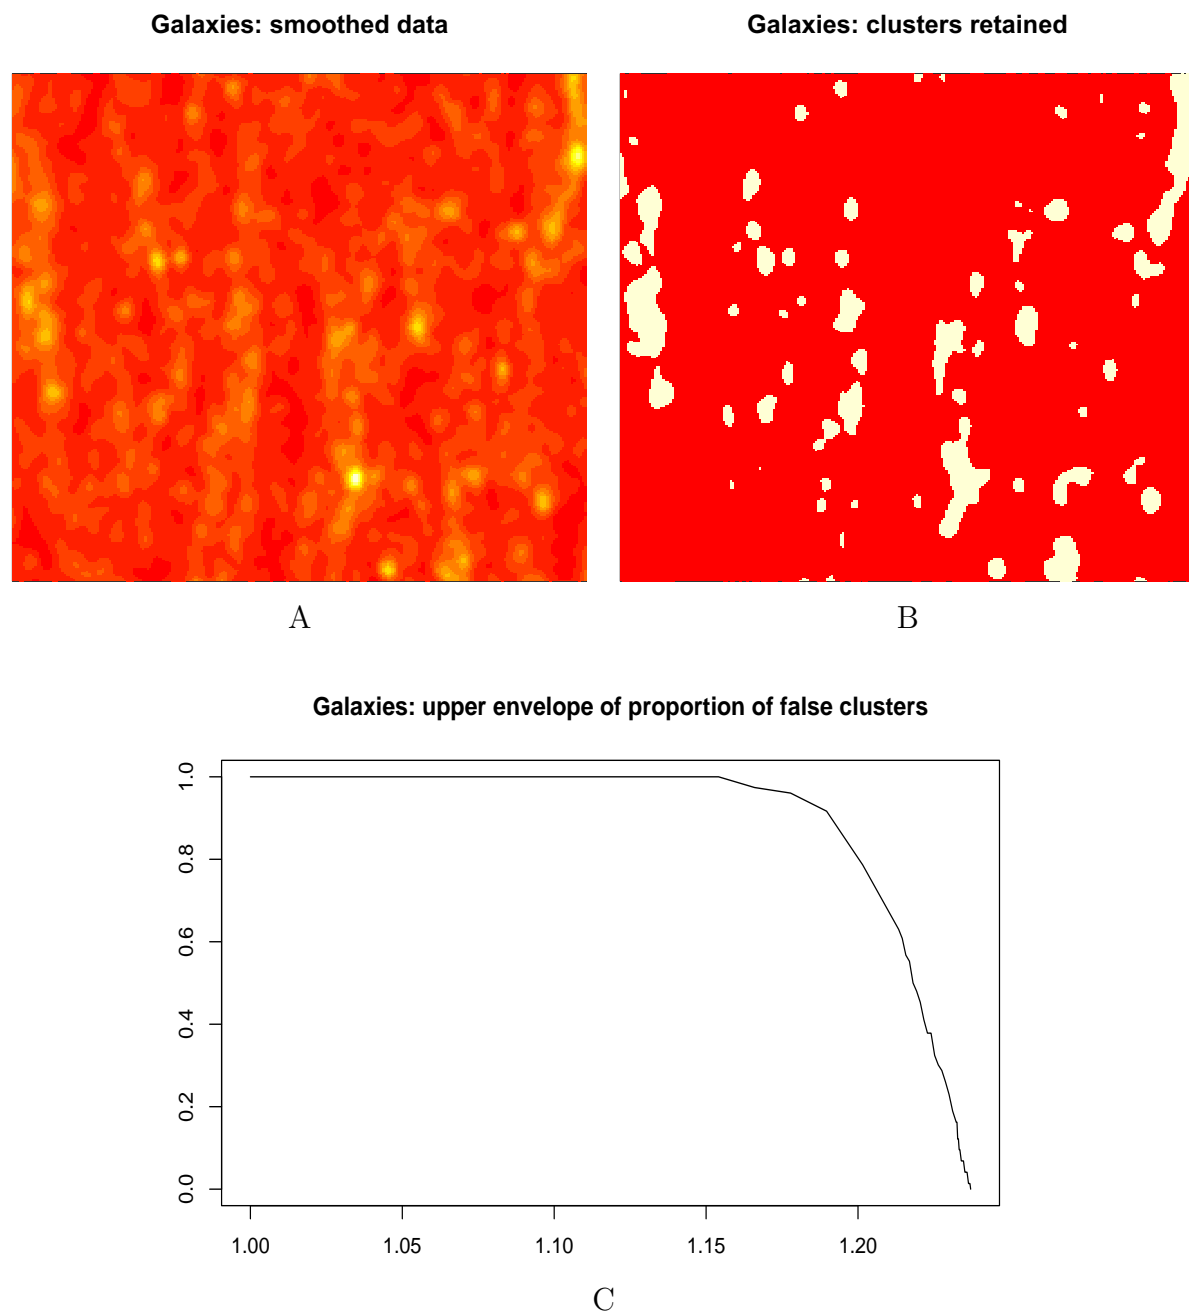 Galaxies: smoothed data
Galaxies: clusters retained
A
B
Galaxies: upper envelope of proportion of false clusters
1.0
0.8
0.6
0.4
0.2
0.0
1.00 1.05 1.10 1.15 1.20
C